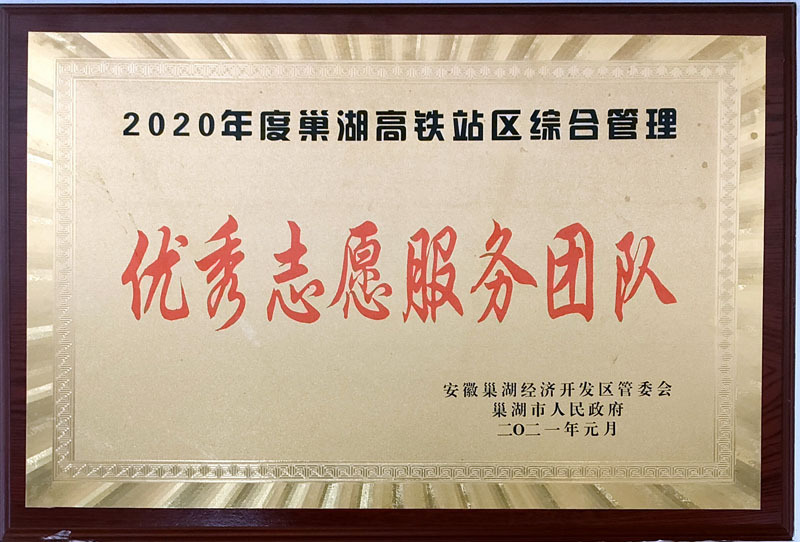 2020年度巢湖高铁站区综合管理
优秀志愿服务团队
安徽巢湖经济开发区管委会
巢湖市人民政府
二O二一年元月